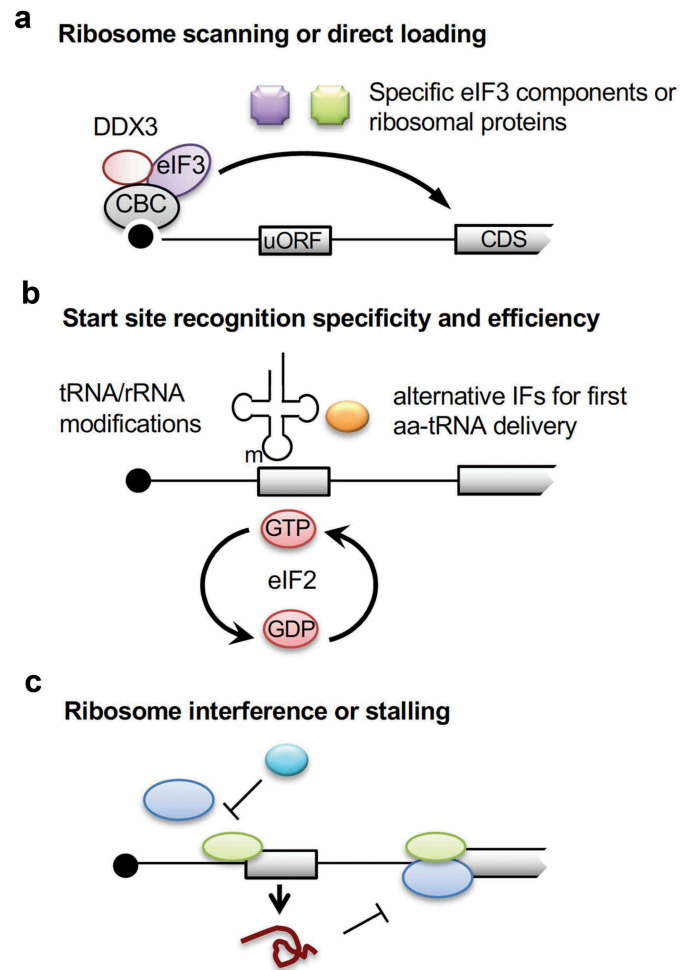 a
Ribosome scanning or direct loading
Specific eIF3 components or
ribosomal proteins
DDX3
eIF3
CBC
uORF
CDS
b
Start site recognition specificity and efficiency
tRNA/rRNA
modifications
alternative IFs for first
aa-tRNA delivery
m
GTP
eIF2
GDP
c
Ribosome interference or stalling